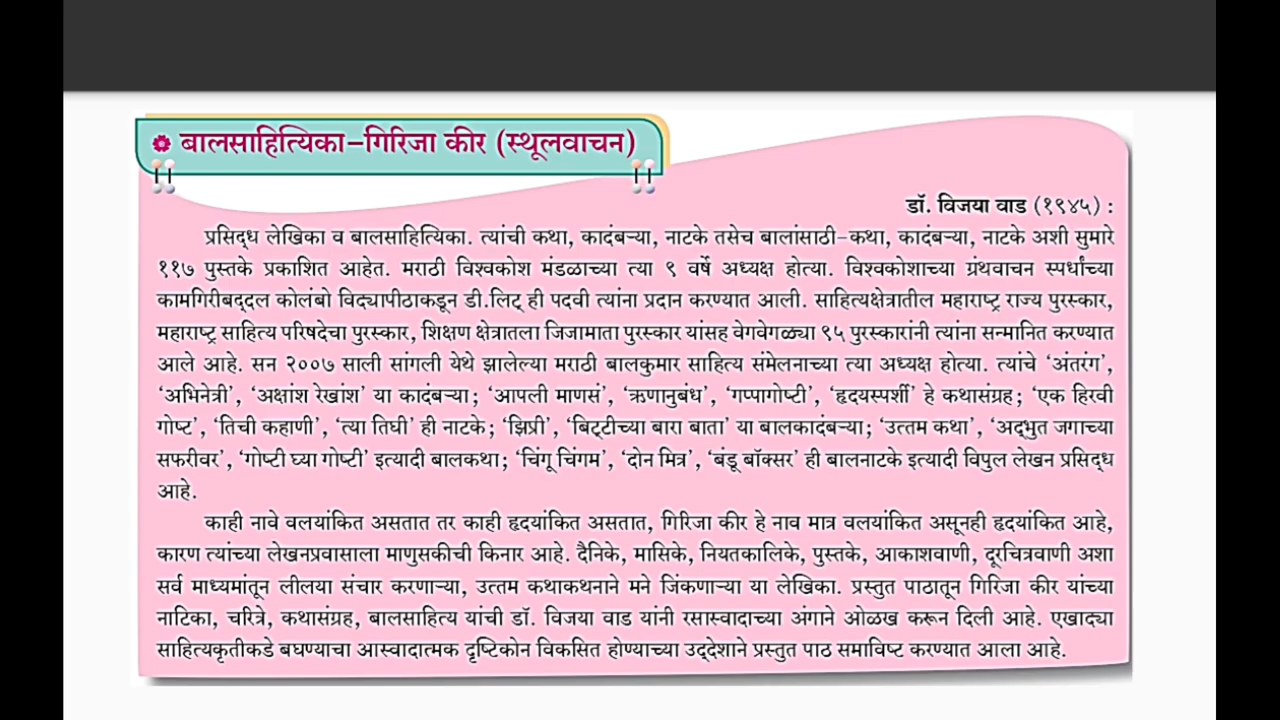 बालसाहित्यिका–गिरिजा कीर (स्थूलवाचन)
डॉ. विजया वाड (१९४५) :
प्रसिद्ध लेखिका व बालसाहित्यिका. त्यांची कथा, कादंबऱ्या, नाटके तसेच बालांसाठी–कथा, कादंबऱ्या, नाटके अशी सुमारे
११७ पुस्तके प्रकाशित आहेत. मराठी विश्वकोश मंडळाच्या त्या ९ वर्षे अध्यक्ष होत्या. विश्वकोशाच्या ग्रंथवाचन स्पर्धांच्या
कामगिरीबद्दल कोलंबो विद्यापीठाकडून डी.लिट् ही पदवी त्यांना प्रदान करण्यात आली. साहित्यक्षेत्रातील महाराष्ट्र राज्य पुरस्कार,
महाराष्ट्र साहित्य परिषदेचा पुरस्कार, शिक्षण क्षेत्रातला जिजामाता पुरस्कार यांसह वेगवेगळ्या ९५ पुरस्कारांनी त्यांना सन्मानित करण्यात
आले आहे. सन २००७ साली सांगली येथे झालेल्या मराठी बालकुमार साहित्य संमेलनाच्या त्या अध्यक्ष होत्या. त्यांचे ‘अंतरंग’,
‘अभिनेत्री’, ‘अक्षांश रेखांश’ या कादंबऱ्या; ‘आपली माणसं’, ‘ऋणानुबंध’, ‘गप्पागोष्टी’, ‘हृदयस्पर्शी’ हे कथासंग्रह; ‘एक हिरवी
गोष्ट’, ‘तिची कहाणी’, ‘त्या तिघी’ ही नाटके; ‘झिप्री’, ‘बिट्टीच्या बारा बाता’ या बालकादंबऱ्या; ‘उत्तम कथा’, ‘अद्भुत जगाच्या
सफरीवर’, ‘गोष्टी घ्या गोष्टी’ इत्यादी बालकथा; ‘चिंगू चिंगम’, ‘दोन मित्र’, ‘बंडू बॉक्सर’ ही बालनाटके इत्यादी विपुल लेखन प्रसिद्ध
आहे.
काही नावे वलयांकित असतात तर काही हृदयांकित असतात, गिरिजा कीर हे नाव मात्र वलयांकित असूनही हृदयांकित आहे,
कारण त्यांच्या लेखनप्रवासाला माणुसकीची किनार आहे. दैनिके, मासिके, नियतकालिके, पुस्तके, आकाशवाणी, दूरचित्रवाणी अशा
सर्व माध्यमांतून लीलया संचार करणाऱ्या, उत्तम कथाकथनाने मने जिंकणाऱ्या या लेखिका. प्रस्तुत पाठातून गिरिजा कीर यांच्या
नाटिका, चरित्रे, कथासंग्रह, बालसाहित्य यांची डॉ. विजया वाड यांनी रसास्वादाच्या अंगाने ओळख करून दिली आहे. एखाद्या
साहित्यकृतीकडे बघण्याचा आस्वादात्मक दृष्टिकोन विकसित होण्याच्या उद्देशाने प्रस्तुत पाठ समाविष्ट करण्यात आला आहे.